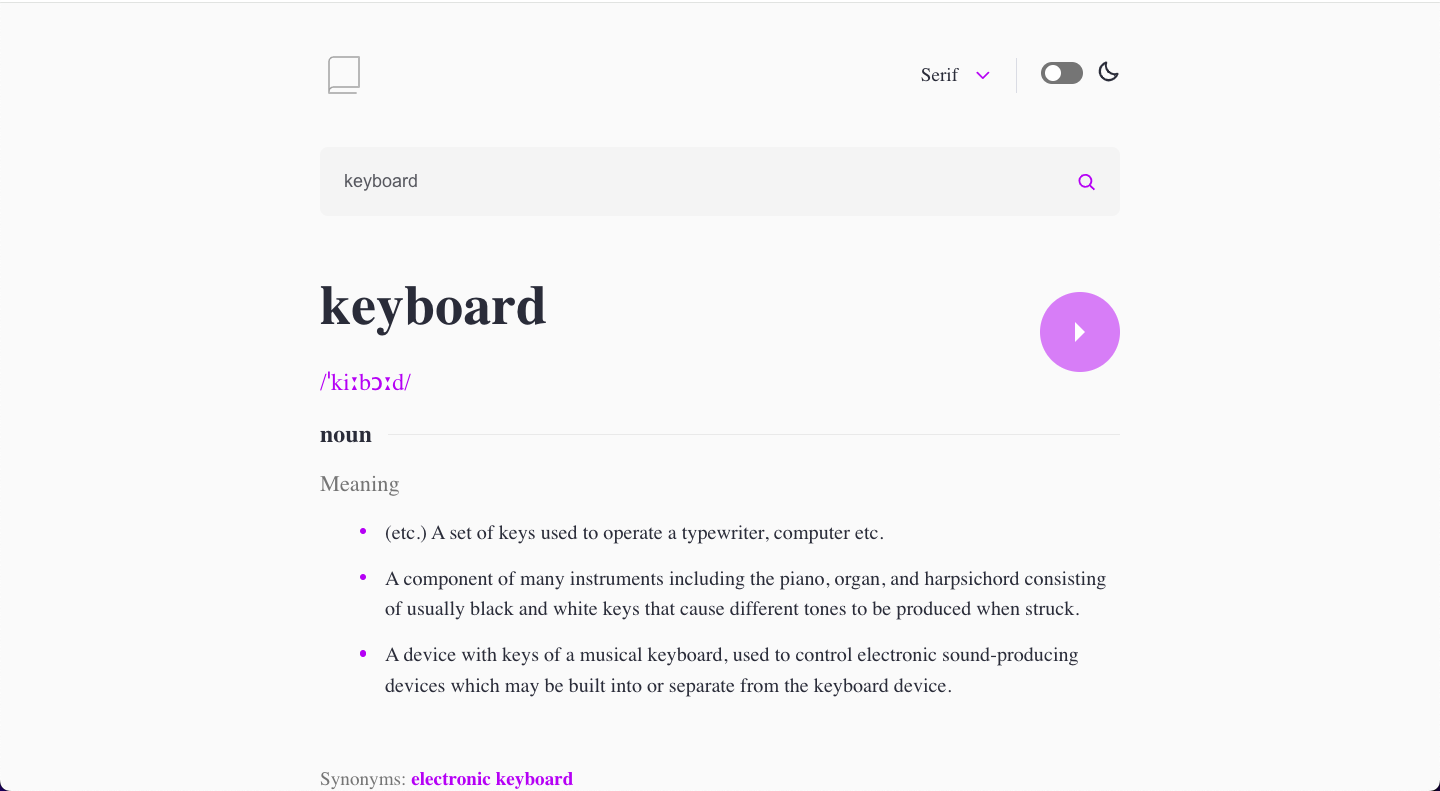 Serif
keyboard
keyboard
/ˈkiːbɔːd/
noun
Meaning
(etc.) A set of keys used to operate a typewriter, computer etc.
A component of many instruments including the piano, organ, and harpsichord consisting
of usually black and white keys that cause different tones to be produced when struck.
A device with keys of a musical keyboard, used to control electronic sound-producing
devices which may be built into or separate from the keyboard device.
Synonyms: electronic keyboard